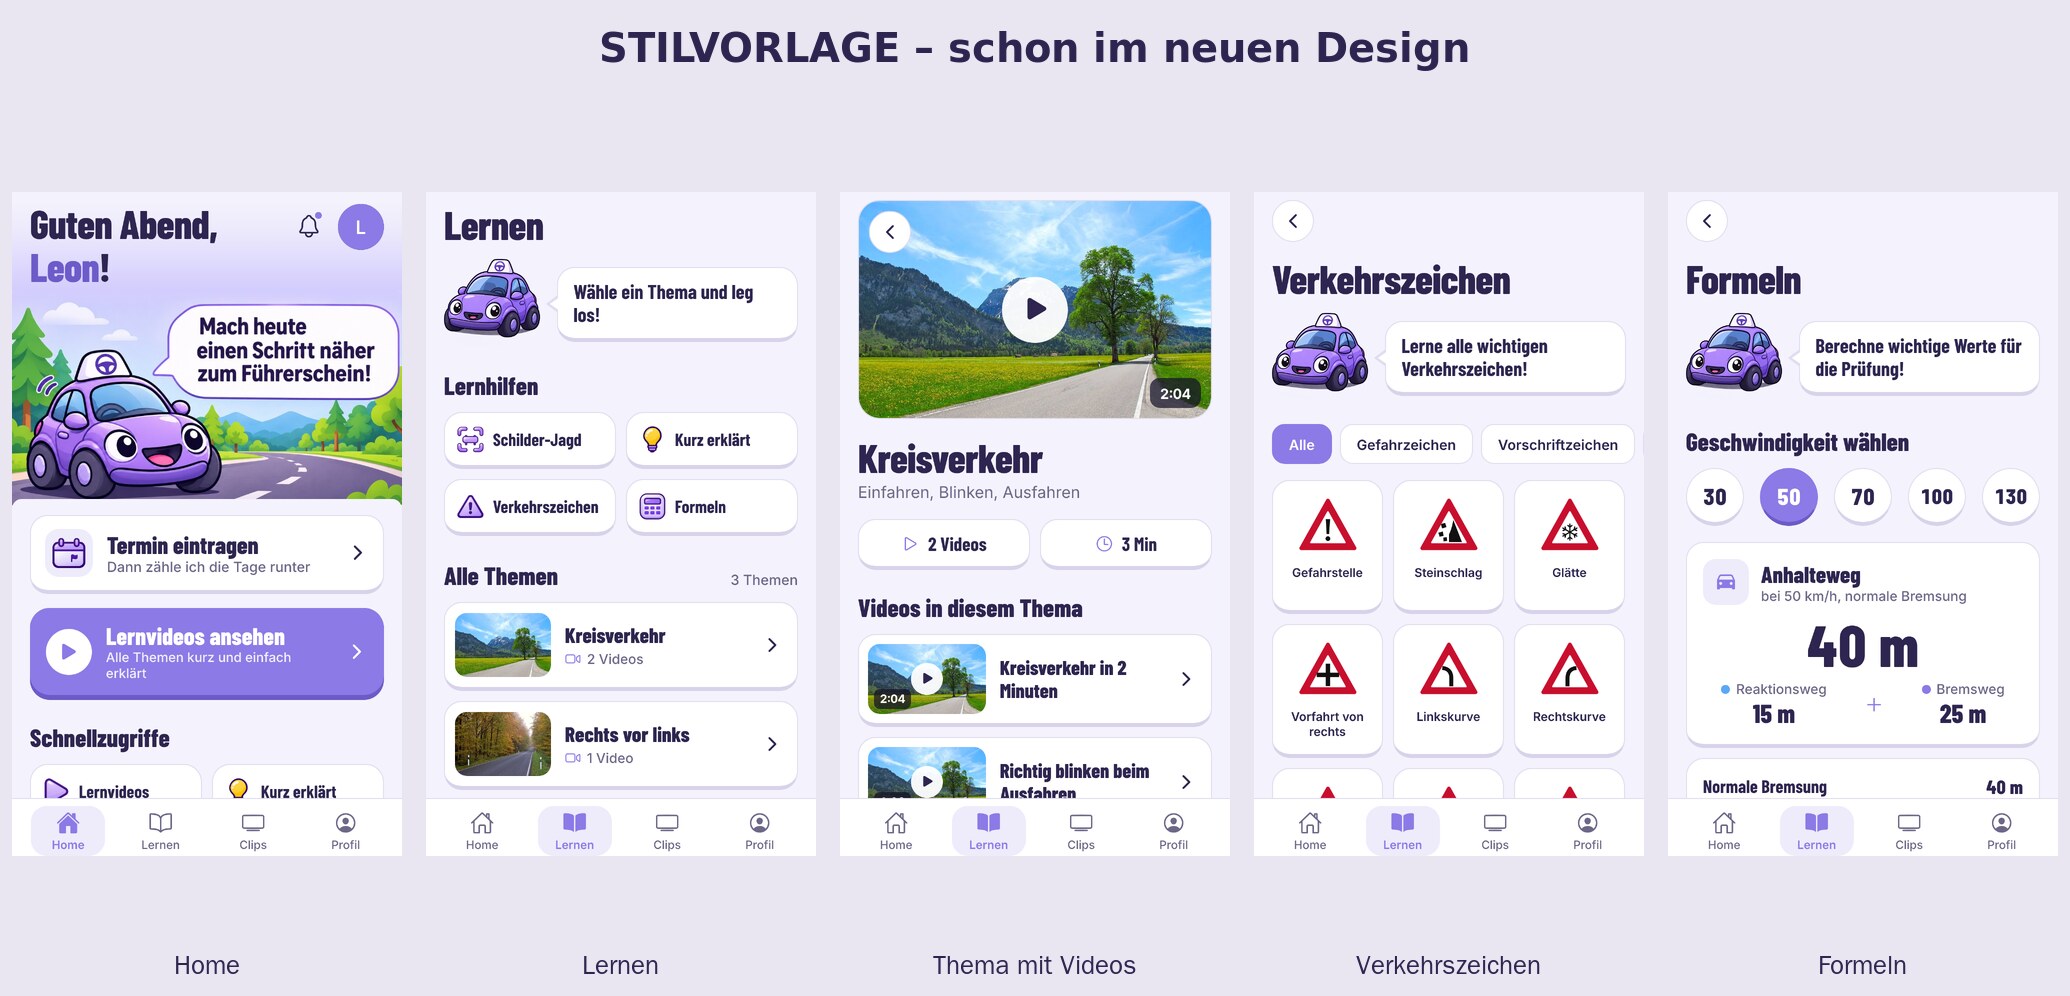 STILVORLAGE – schon im neuen Design
Guten Abend,
Leon!
L
Mach heute
einen Schritt näher
zum Führerschein!
Termin eintragen
Dann zähle ich die Tage runter
Lernvideos ansehen
Alle Themen kurz und einfach
erklärt
Schnellzugriffe
Lernvideos
Kurz erklärt
Home
Lernen
Clips
Profil
Home
Lernen
Wähle ein Thema und leg
los!
Lernhilfen
Schilder-Jagd
Kurz erklärt
Verkehrszeichen
Formeln
Alle Themen
3 Themen
Kreisverkehr
2 Videos
Rechts vor links
1 Video
Home
Lernen
Clips
Profil
Lernen
2:04
Kreisverkehr
Einfahren, Blinken, Ausfahren
2 Videos
3 Min
Videos in diesem Thema
2:04
Kreisverkehr in 2
Minuten
Richtig blinken beim
Ausfahren
Home
Lernen
Clips
Profil
Thema mit Videos
Verkehrszeichen
Lerne alle wichtigen
Verkehrszeichen!
Alle
Gefahrzeichen
Vorschriftzeichen
Gefahrstelle
Steinschlag
Glätte
Vorfahrt von
rechts
Linkskurve
Rechtskurve
Home
Lernen
Clips
Profil
Verkehrszeichen
Formeln
Berechne wichtige Werte für
die Prüfung!
Geschwindigkeit wählen
30
50
70
100
130
Anhalteweg
bei 50 km/h, normale Bremsung
40 m
Reaktionsweg
15 m
+
Bremsweg
25 m
Normale Bremsung
40 m
Home
Lernen
Clips
Profil
Formeln